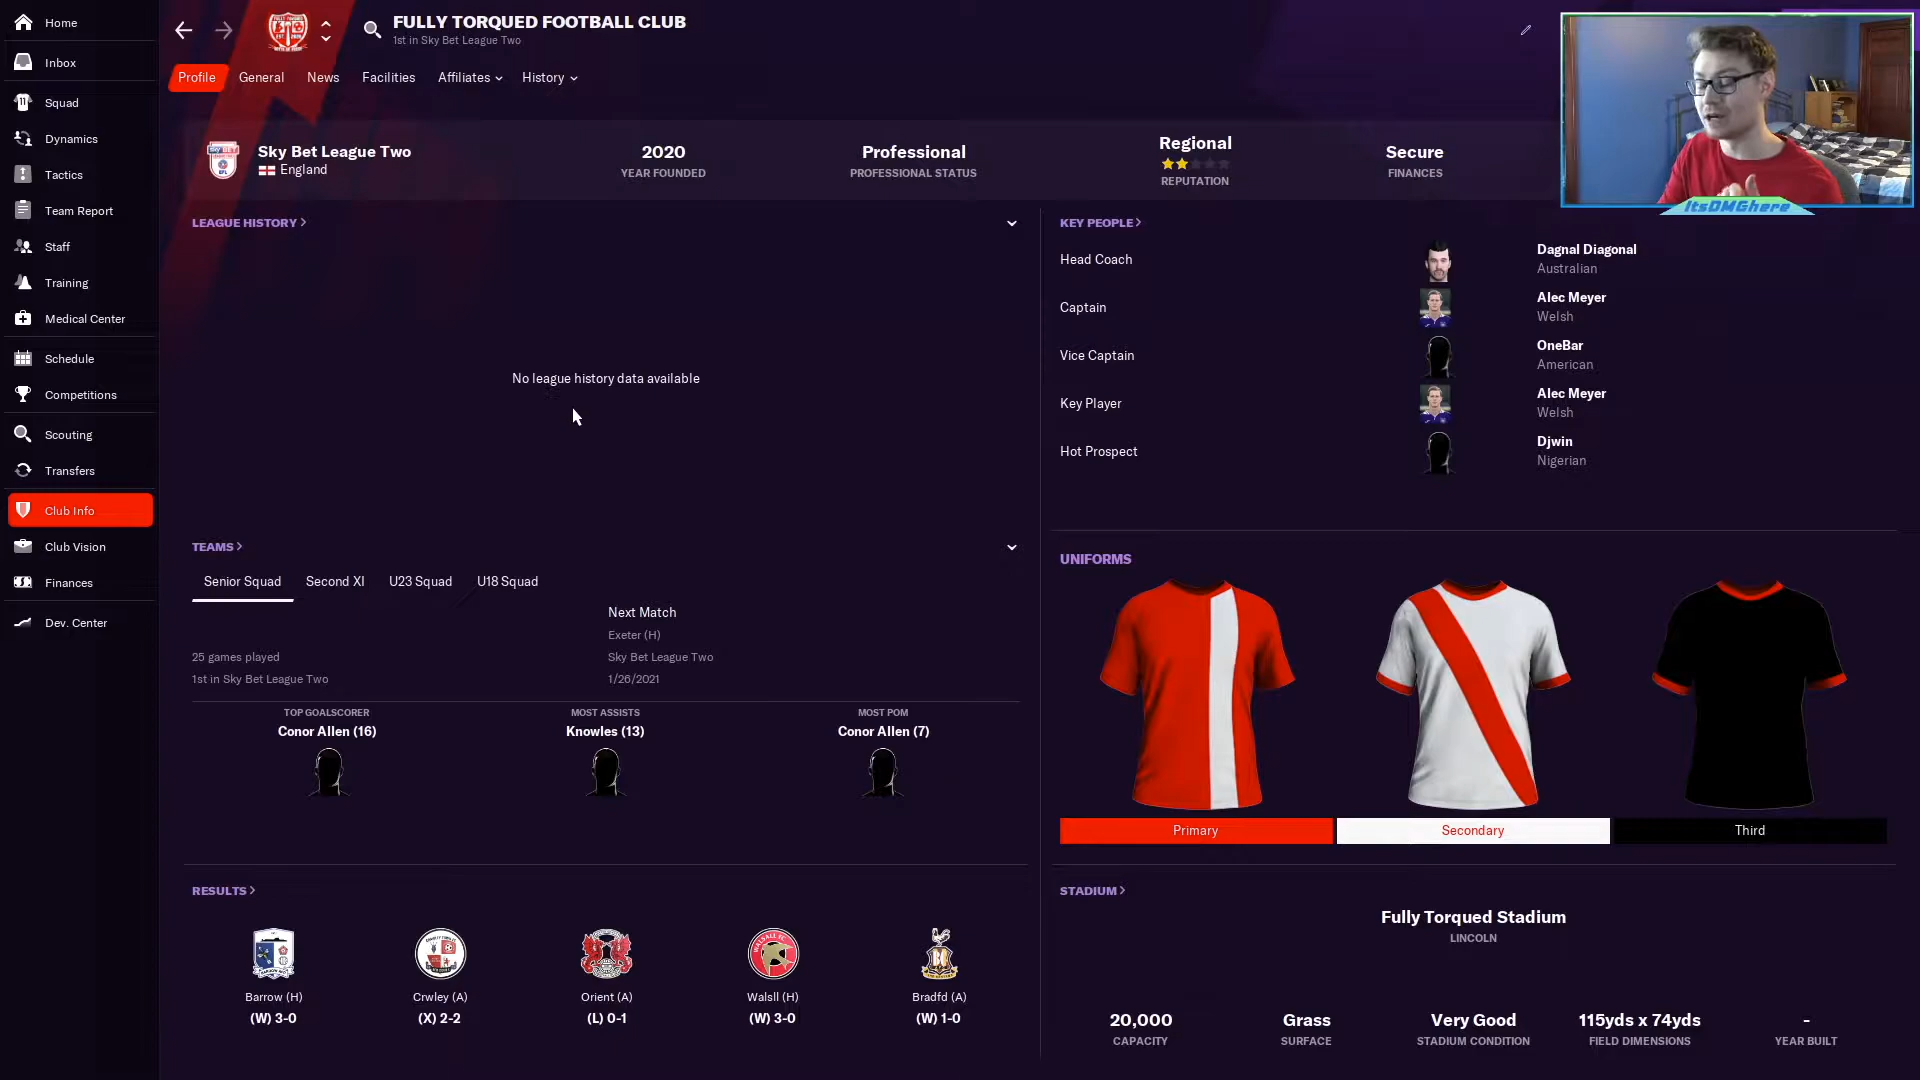 Home
Inbox
Squad
Dynamics
Tactics
Team Report
Staff
Training
Medical Center
Schedule
Competitions
Scouting
Transfers
Club Info
Club Vision
Finances
Dev. Center
FULLY TORQUED FOOTBALL CLUB
1st in Sky Bet League Two
Profile General News Facilities Affiliates History
Sky Bet League Two
England
2020
YEAR FOUNDED
Professional
PROFESSIONAL STATUS
Regional
REPUTATION
Secure
FINANCES
ItsDMGhere
LEAGUE HISTORY
No league history data available
KEY PEOPLE
Head Coach
Dagnal Diagonal
Australian
Captain
Alec Meyer
Welsh
Vice Captain
OneBar
American
Key Player
Alec Meyer
Welsh
Hot Prospect
Djwin
Nigerian
TEAMS
Senior Squad Second XI U23 Squad U18 Squad
25 games played
1st in Sky Bet League Two
Next Match
Exeter (H)
Sky Bet League Two
1/26/2021
TOP GOALSCORER
Conor Allen (16)
MOST ASSISTS
Knowles (13)
MOST POM
Conor Allen (7)
UNIFORMS
Primary
Secondary
Third
RESULTS
Barrow (H)
(W) 3-0
Crwley (A)
(X) 2-2
Orient (A)
(L) 0-1
Walsll (H)
(W) 3-0
Bradfd (A)
(W) 1-0
STADIUM
Fully Torqued Stadium
LINCOLN
20,000
CAPACITY
Grass
SURFACE
Very Good
STADIUM CONDITION
115yds x 74yds
FIELD DIMENSIONS
-
YEAR BUILT